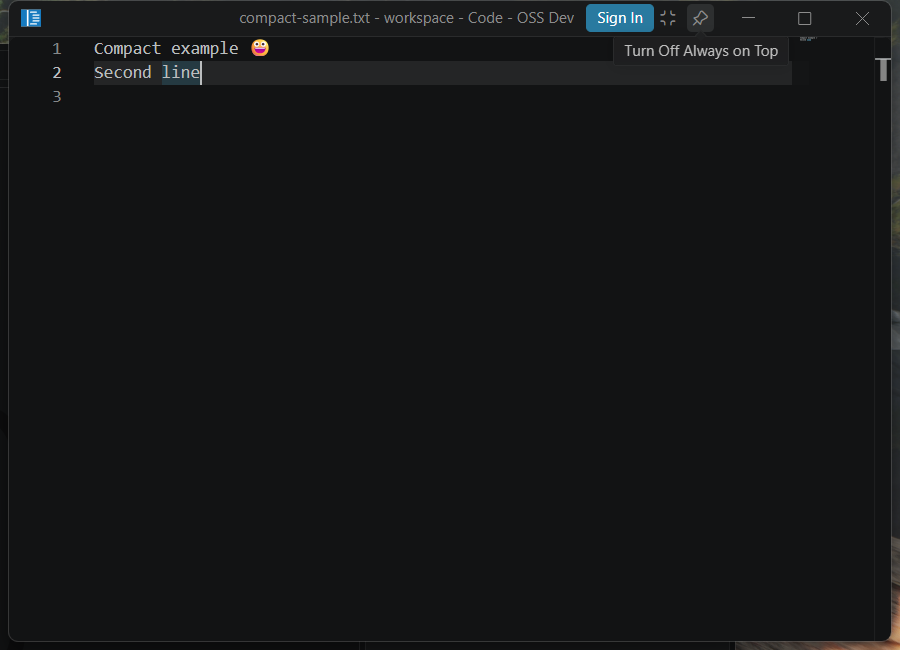 compact-sample.txt - workspace - Code - OSS Dev Sign In
Turn Off Always on Top
1 Compact example 😀
2 Second line
3